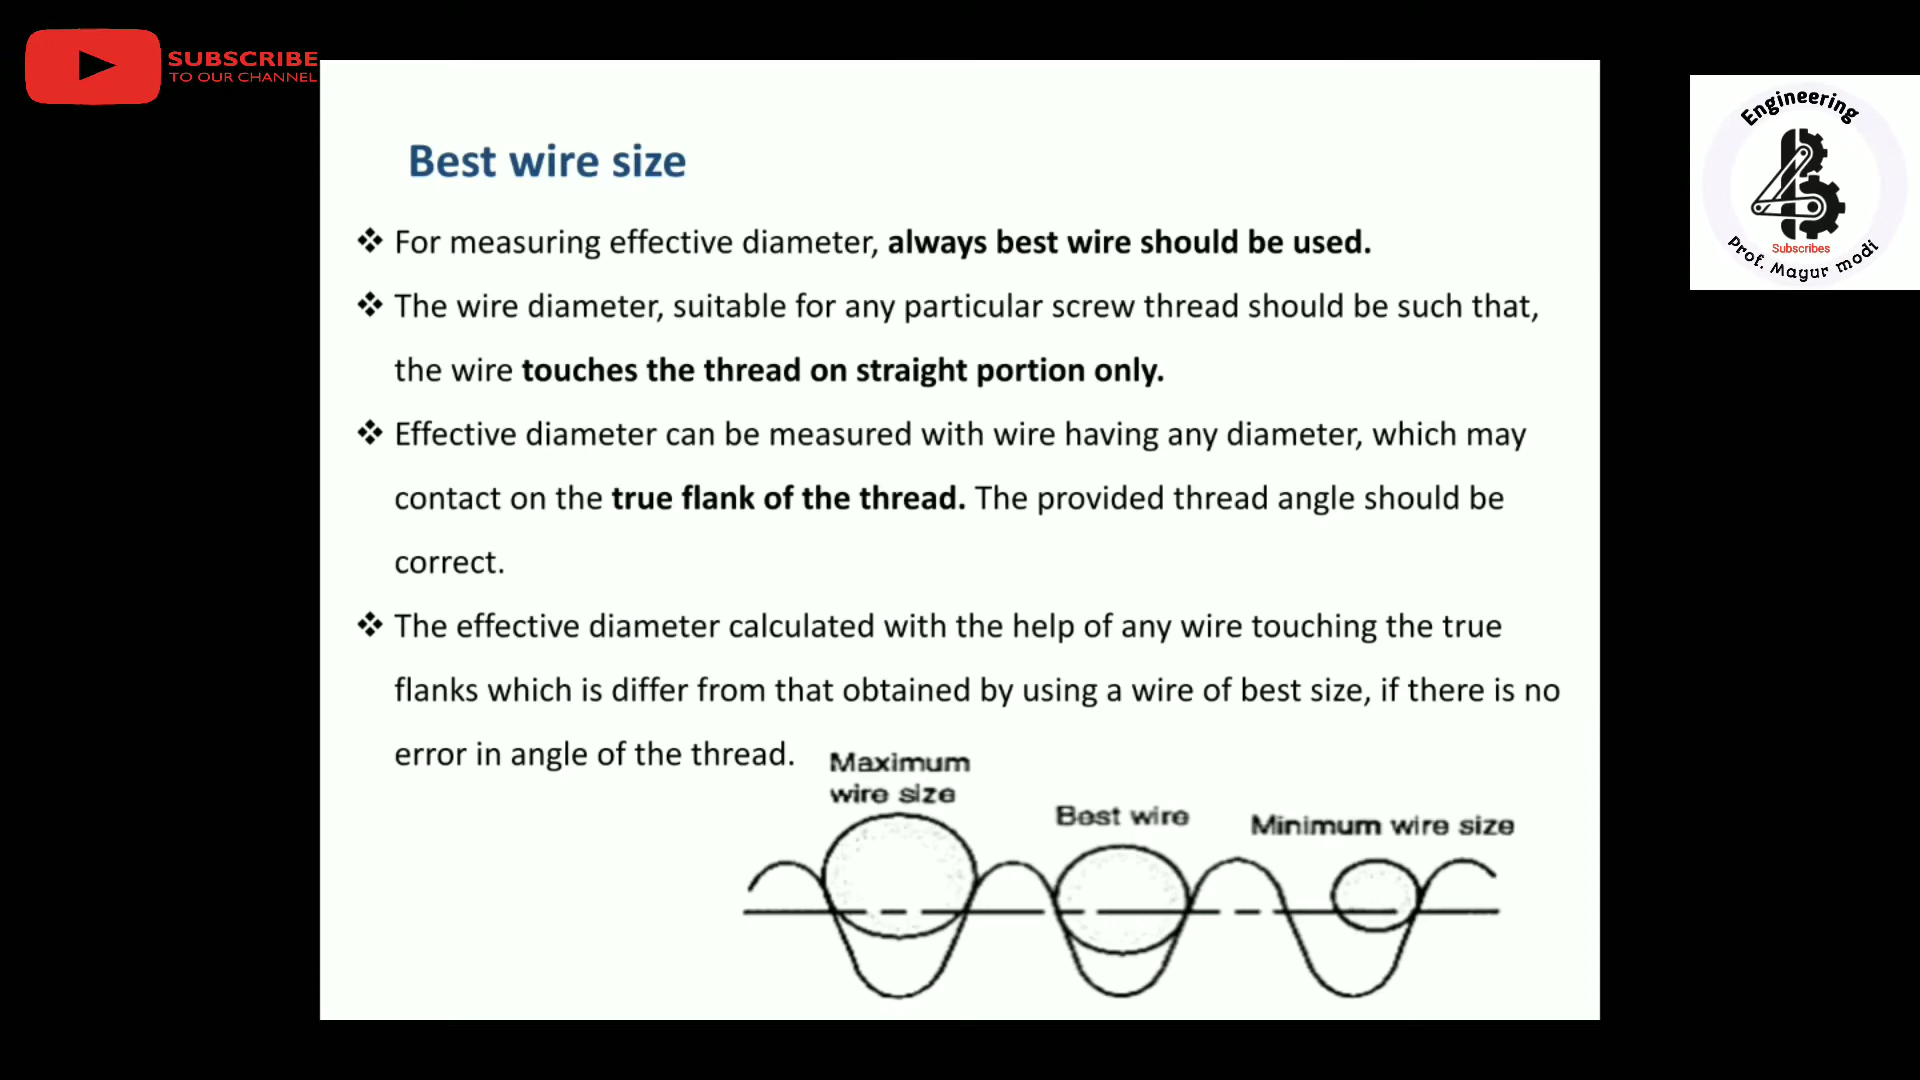 SUBSCRIBE
TO OUR CHANNEL
Engineering
Subscribes
Prof. Mayur modi
Best wire size
❖ For measuring effective diameter, always best wire should be used.
❖ The wire diameter, suitable for any particular screw thread should be such that,
the wire touches the thread on straight portion only.
❖ Effective diameter can be measured with wire having any diameter, which may
contact on the true flank of the thread. The provided thread angle should be
correct.
❖ The effective diameter calculated with the help of any wire touching the true
flanks which is differ from that obtained by using a wire of best size, if there is no
error in angle of the thread.
Maximum
wire size
Best wire
Minimum wire size